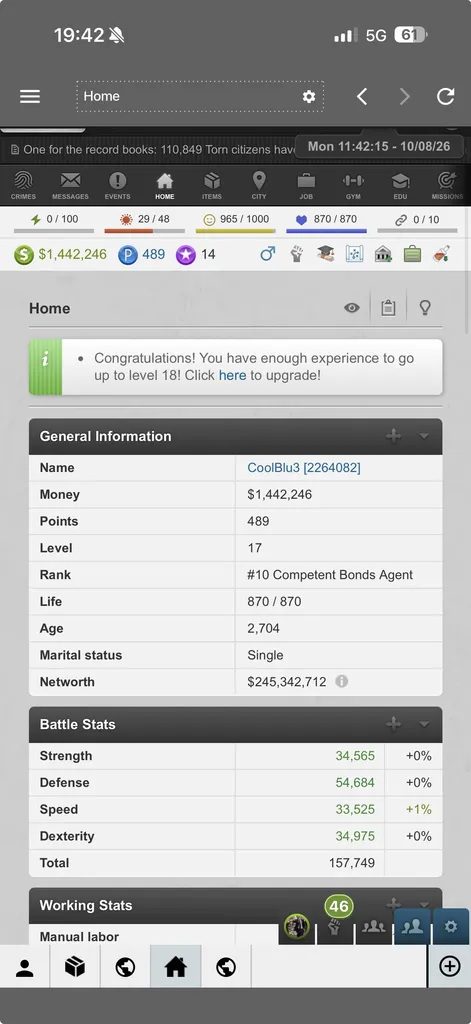 19:42
5G 61
Home
One for the record books: 110,849 Torn citizens hav
Mon 11:42:15 - 10/08/26
CRIMES MESSAGES EVENTS HOME ITEMS CITY JOB GYM EDU MISSIONS
0 / 100 29 / 48 965 / 1000 870 / 870 0 / 10
$1,442,246 P 489 14
Home
Congratulations! You have enough experience to go
up to level 18! Click here to upgrade!
General Information
Name CoolBlu3 [2264082]
Money $1,442,246
Points 489
Level 17
Rank #10 Competent Bonds Agent
Life 870 / 870
Age 2,704
Marital status Single
Networth $245,342,712
Battle Stats
Strength 34,565 +0%
Defense 54,684 +0%
Speed 33,525 +1%
Dexterity 34,975 +0%
Total 157,749
Working Stats
46
Manual labor